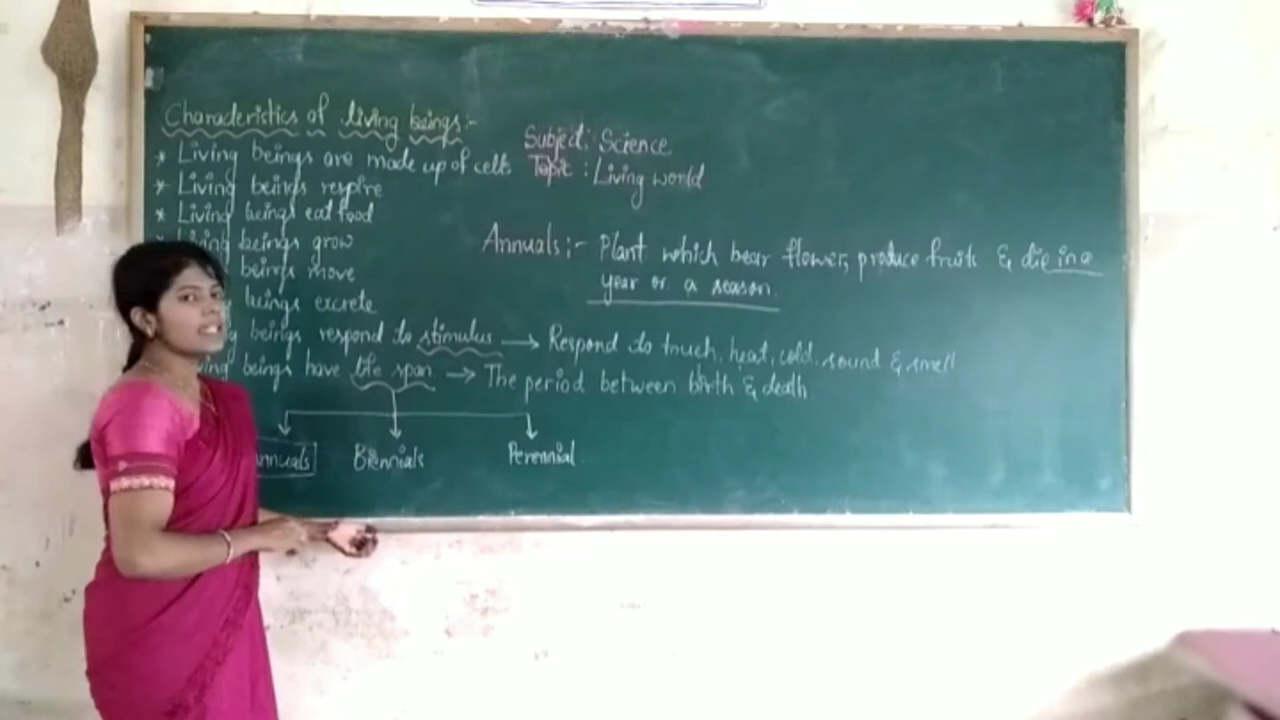 Characteristics of living beings:-
* Living beings are made up of cells
* Living beings respire
* Living beings eat food
Living beings grow
beings move
beings excrete
beings respond to stimulus → Respond to touch, heat, cold, sound & smell
beings have life span → The period between birth & death
Annuals Biennials Perennial
Subject: Science
Topic : Living world
Annuals:- Plant which bear flower, produce fruits & die in a
year or a season.